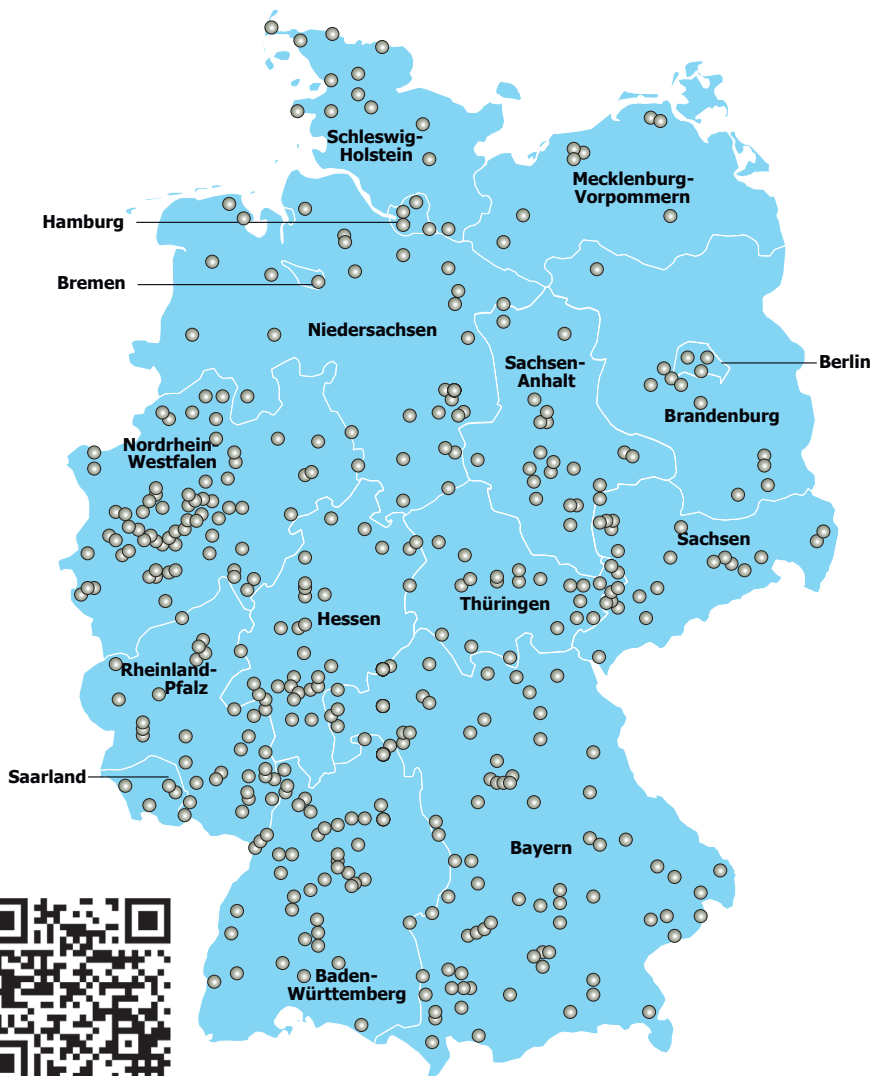 Schleswig-
Holstein
Mecklenburg-
Vorpommern
Hamburg
Bremen
Niedersachsen
Sachsen-
Anhalt
Berlin
Brandenburg
Nordrhein-
Westfalen
Sachsen
Thüringen
Hessen
Rheinland-
Pfalz
Saarland
Bayern
Baden-
Württemberg